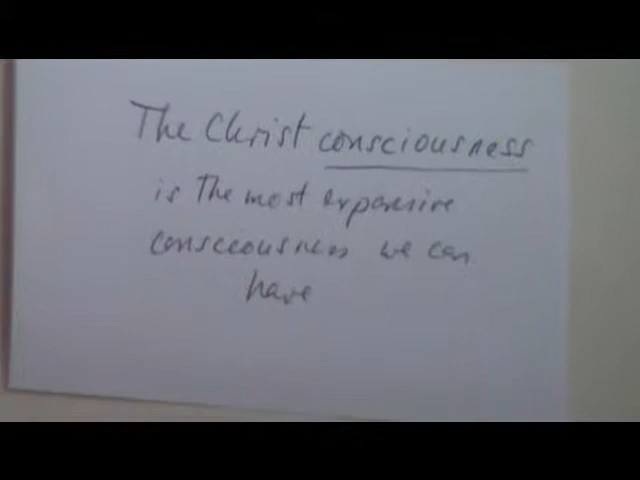 The Christ consciousness
is the most expansive
consciousness we can
have